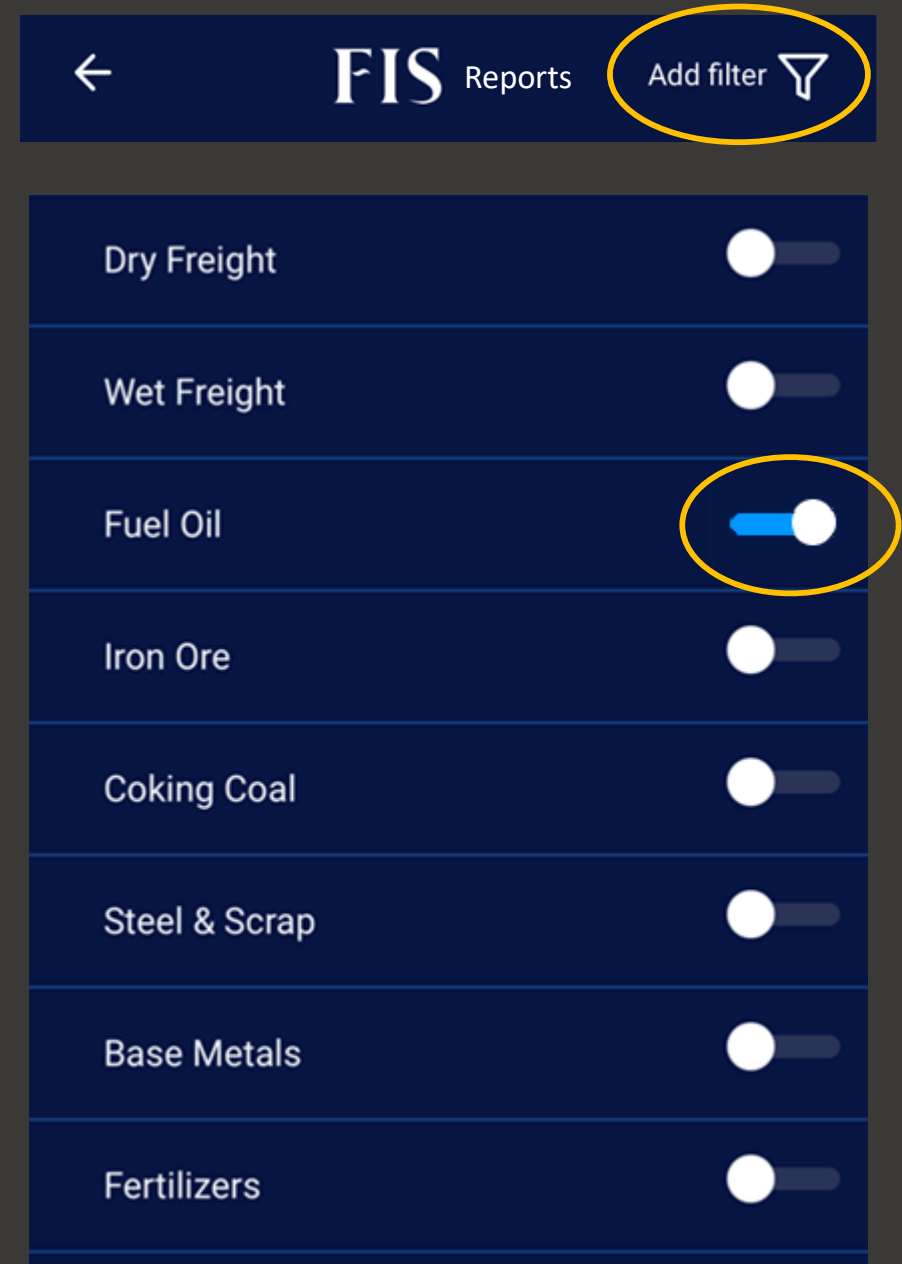 FIS Reports Add filter
Dry Freight
Wet Freight
Fuel Oil
Iron Ore
Coking Coal
Steel & Scrap
Base Metals
Fertilizers